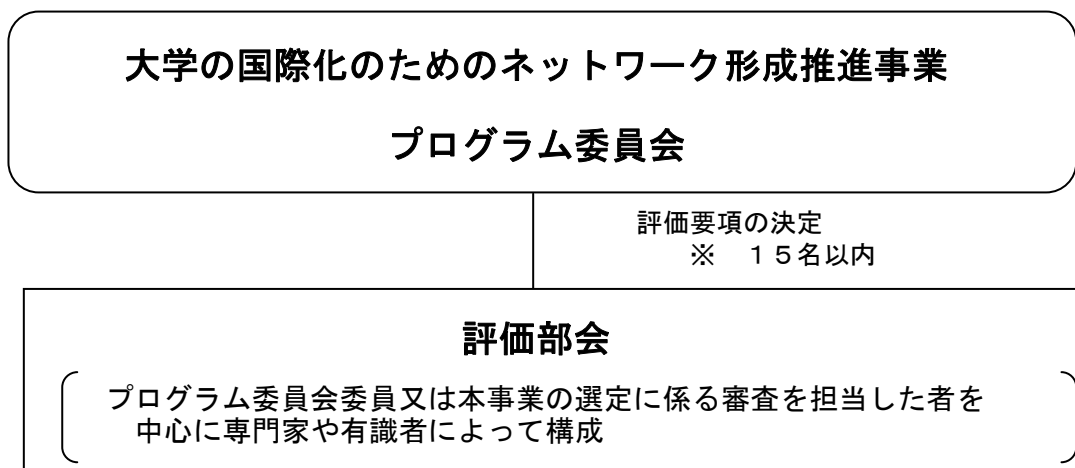 大学の国際化のためのネットワーク形成推進事業
プログラム委員会
評価要項の決定
※　１５名以内
評価部会
プログラム委員会委員又は本事業の選定に係る審査を担当した者を
中心に専門家や有識者によって構成